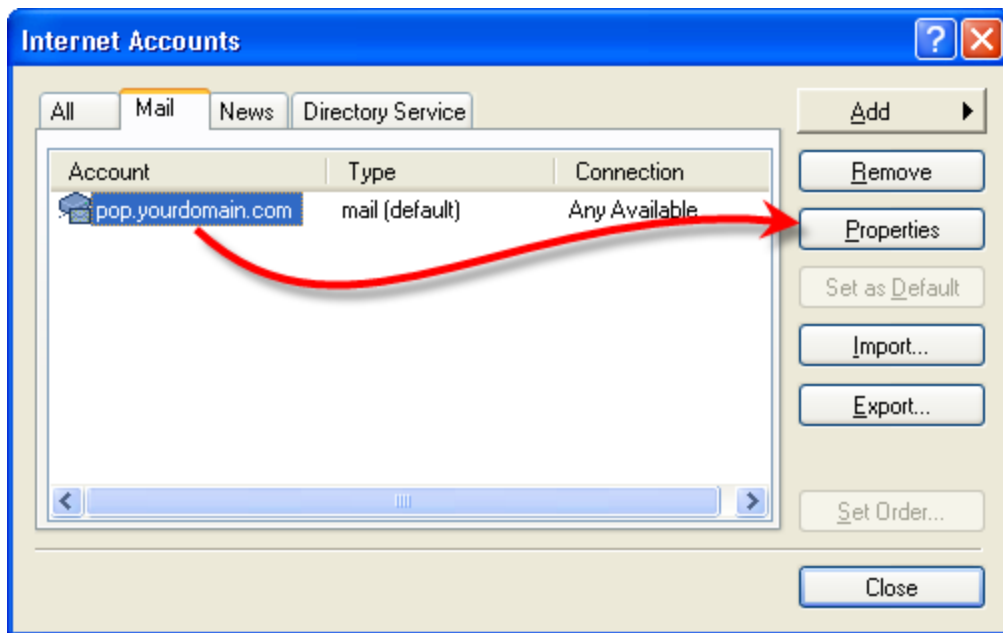 Internet Accounts
All Mail News Directory Service
Add
Account Type Connection
Remove
pop.yourdomain.com mail (default) Any Available
Properties
Set as Default
Import...
Export...
Set Order...
Close